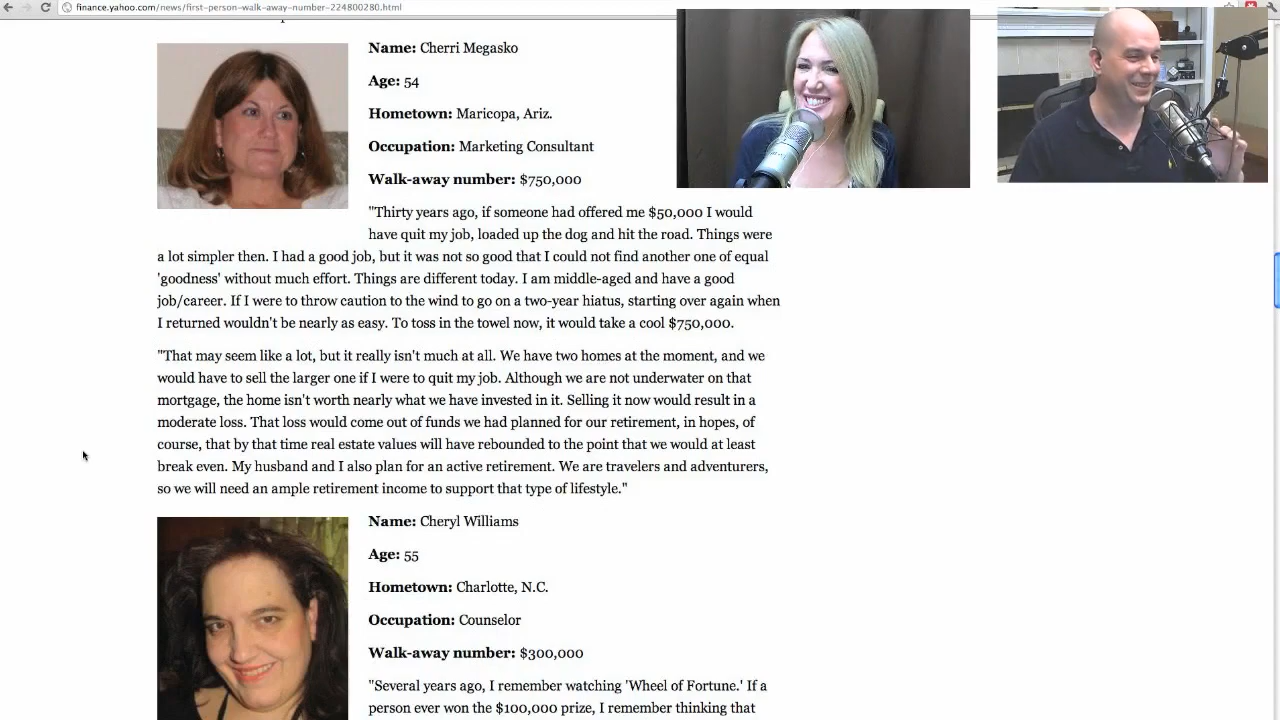 finance.yahoo.com/news/first-person-walk-away-number-224800280.html
Name: Cherri Megasko
Age: 54
Hometown: Maricopa, Ariz.
Occupation: Marketing Consultant
Walk-away number: $750,000
"Thirty years ago, if someone had offered me $50,000 I would
have quit my job, loaded up the dog and hit the road. Things were
a lot simpler then. I had a good job, but it was not so good that I could not find another one of equal
'goodness' without much effort. Things are different today. I am middle-aged and have a good
job/career. If I were to throw caution to the wind to go on a two-year hiatus, starting over again when
I returned wouldn't be nearly as easy. To toss in the towel now, it would take a cool $750,000.
"That may seem like a lot, but it really isn't much at all. We have two homes at the moment, and we
would have to sell the larger one if I were to quit my job. Although we are not underwater on that
mortgage, the home isn't worth nearly what we have invested in it. Selling it now would result in a
moderate loss. That loss would come out of funds we had planned for our retirement, in hopes, of
course, that by that time real estate values will have rebounded to the point that we would at least
break even. My husband and I also plan for an active retirement. We are travelers and adventurers,
so we will need an ample retirement income to support that type of lifestyle."
Name: Cheryl Williams
Age: 55
Hometown: Charlotte, N.C.
Occupation: Counselor
Walk-away number: $300,000
"Several years ago, I remember watching 'Wheel of Fortune.' If a
person ever won the $100,000 prize, I remember thinking that